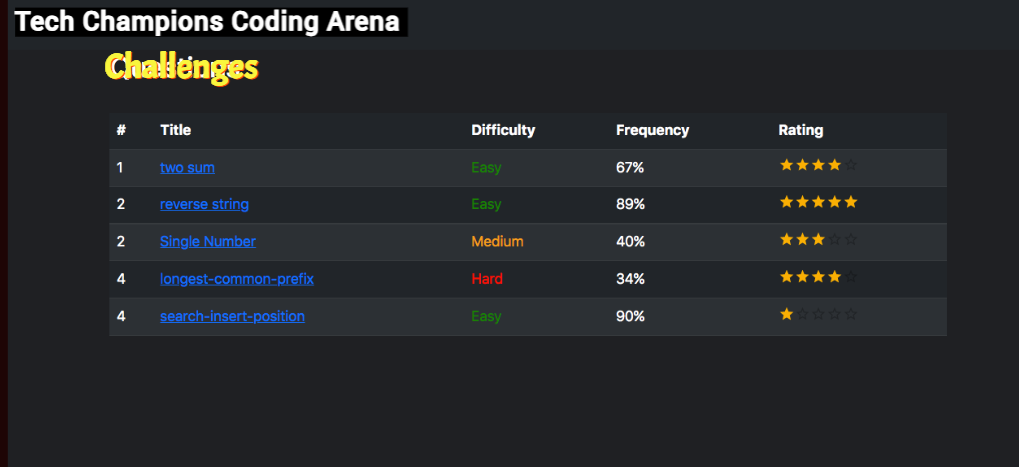 Tech Champions Coding Arena
Challenges
# Title Difficulty Frequency Rating
1 two sum Easy 67%
2 reverse string Easy 89%
2 Single Number Medium 40%
4 longest-common-prefix Hard 34%
4 search-insert-position Easy 90%